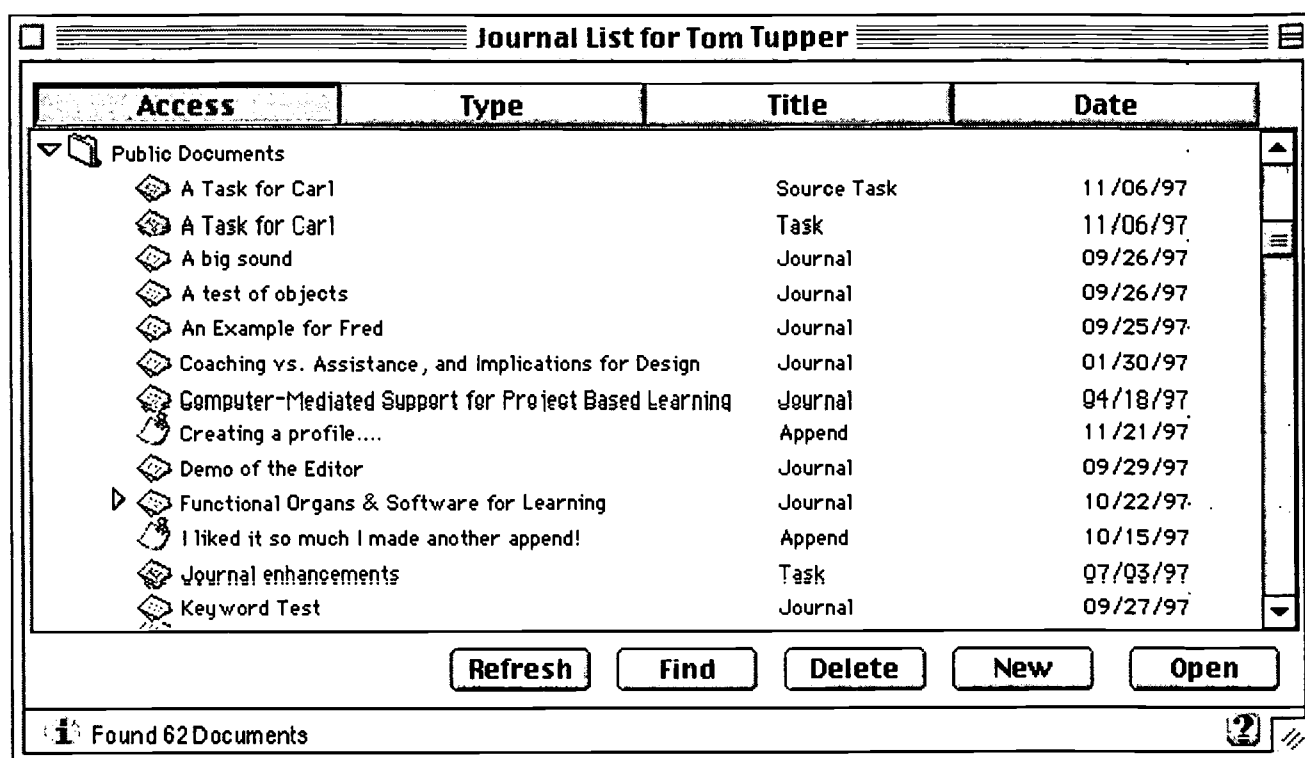 Journal List for Tom Tupper
Access Type Title Date
Public Documents
A Task for Carl Source Task 11/06/97
A Task for Carl Task 11/06/97
A big sound Journal 09/26/97
A test of objects Journal 09/26/97
An Example for Fred Journal 09/25/97
Coaching vs. Assistance, and Implications for Design Journal 01/30/97
Computer-Mediated Support for Project Based Learning Journal 04/18/97
Creating a profile.... Append 11/21/97
Demo of the Editor Journal 09/29/97
Functional Organs & Software for Learning Journal 10/22/97
I liked it so much I made another append! Append 10/15/97
Journal enhancements Task 07/03/97
Keyword Test Journal 09/27/97
Refresh Find Delete New Open
Found 62 Documents